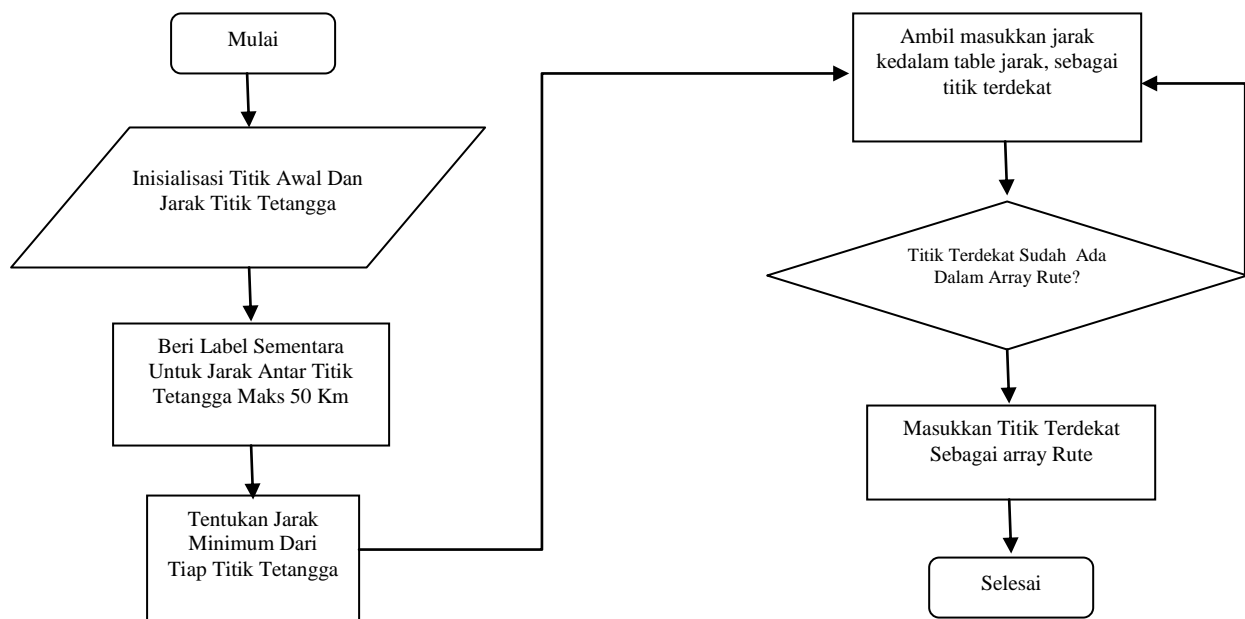 Mulai
Inisialisasi Titik Awal Dan
Jarak Titik Tetangga
Beri Label Sementara
Untuk Jarak Antar Titik
Tetangga Maks 50 Km
Tentukan Jarak
Minimum Dari
Tiap Titik Tetangga
Ambil masukkan jarak
kedalam table jarak, sebagai
titik terdekat
Titik Terdekat Sudah Ada
Dalam Array Rute?
Masukkan Titik Terdekat
Sebagai array Rute
Selesai